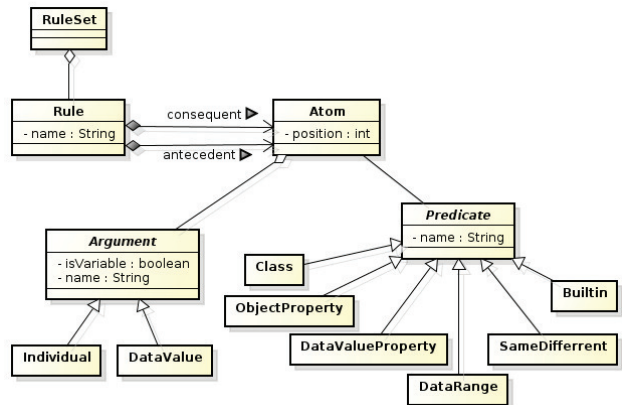 RuleSet
Rule
- name : String
consequent
antecedent
Atom
- position : int
Argument
- isVariable : boolean
- name : String
Predicate
- name : String
Class
ObjectProperty
DataValueProperty
DataRange
SameDifferrent
Builtin
Individual
DataValue